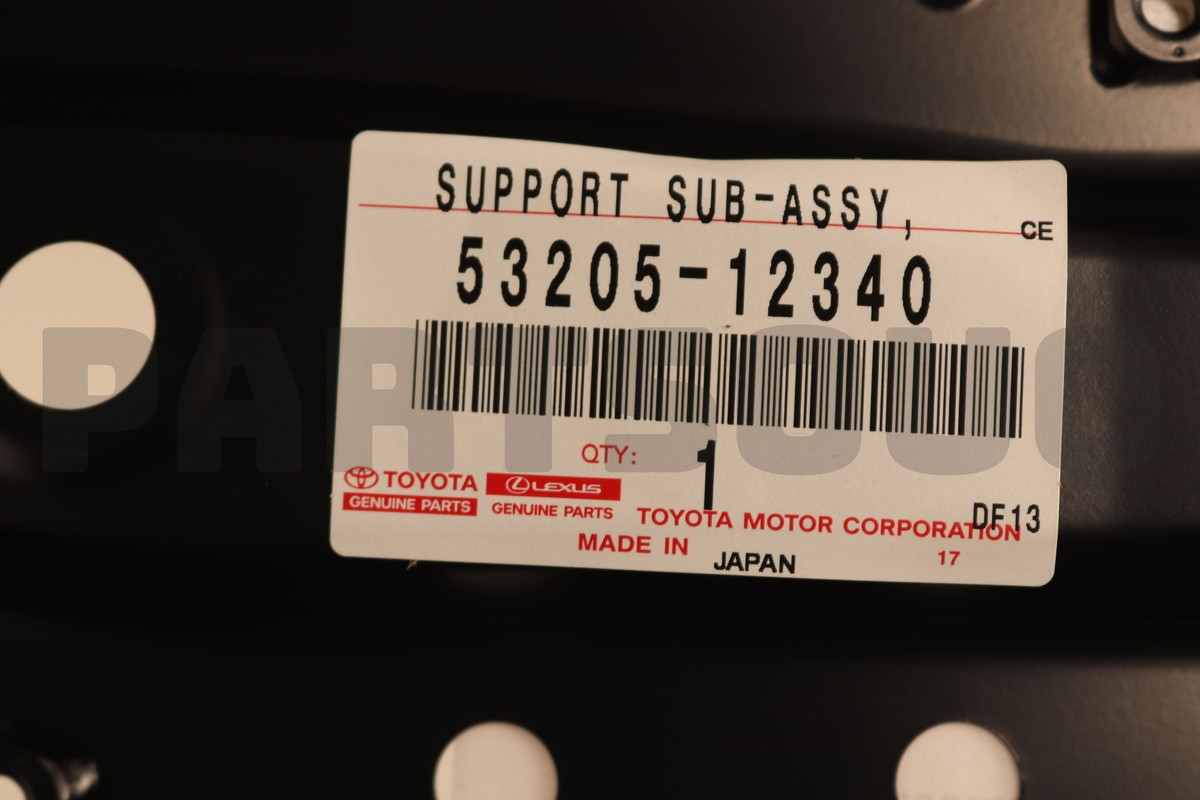 SUPPORT SUB-ASSY,
CE
53205-12340
PARTSOUQ
QTY: 1
TOYOTA
GENUINE PARTS
LEXUS
GENUINE PARTS
DF13
TOYOTA MOTOR CORPORATION
MADE IN JAPAN
17